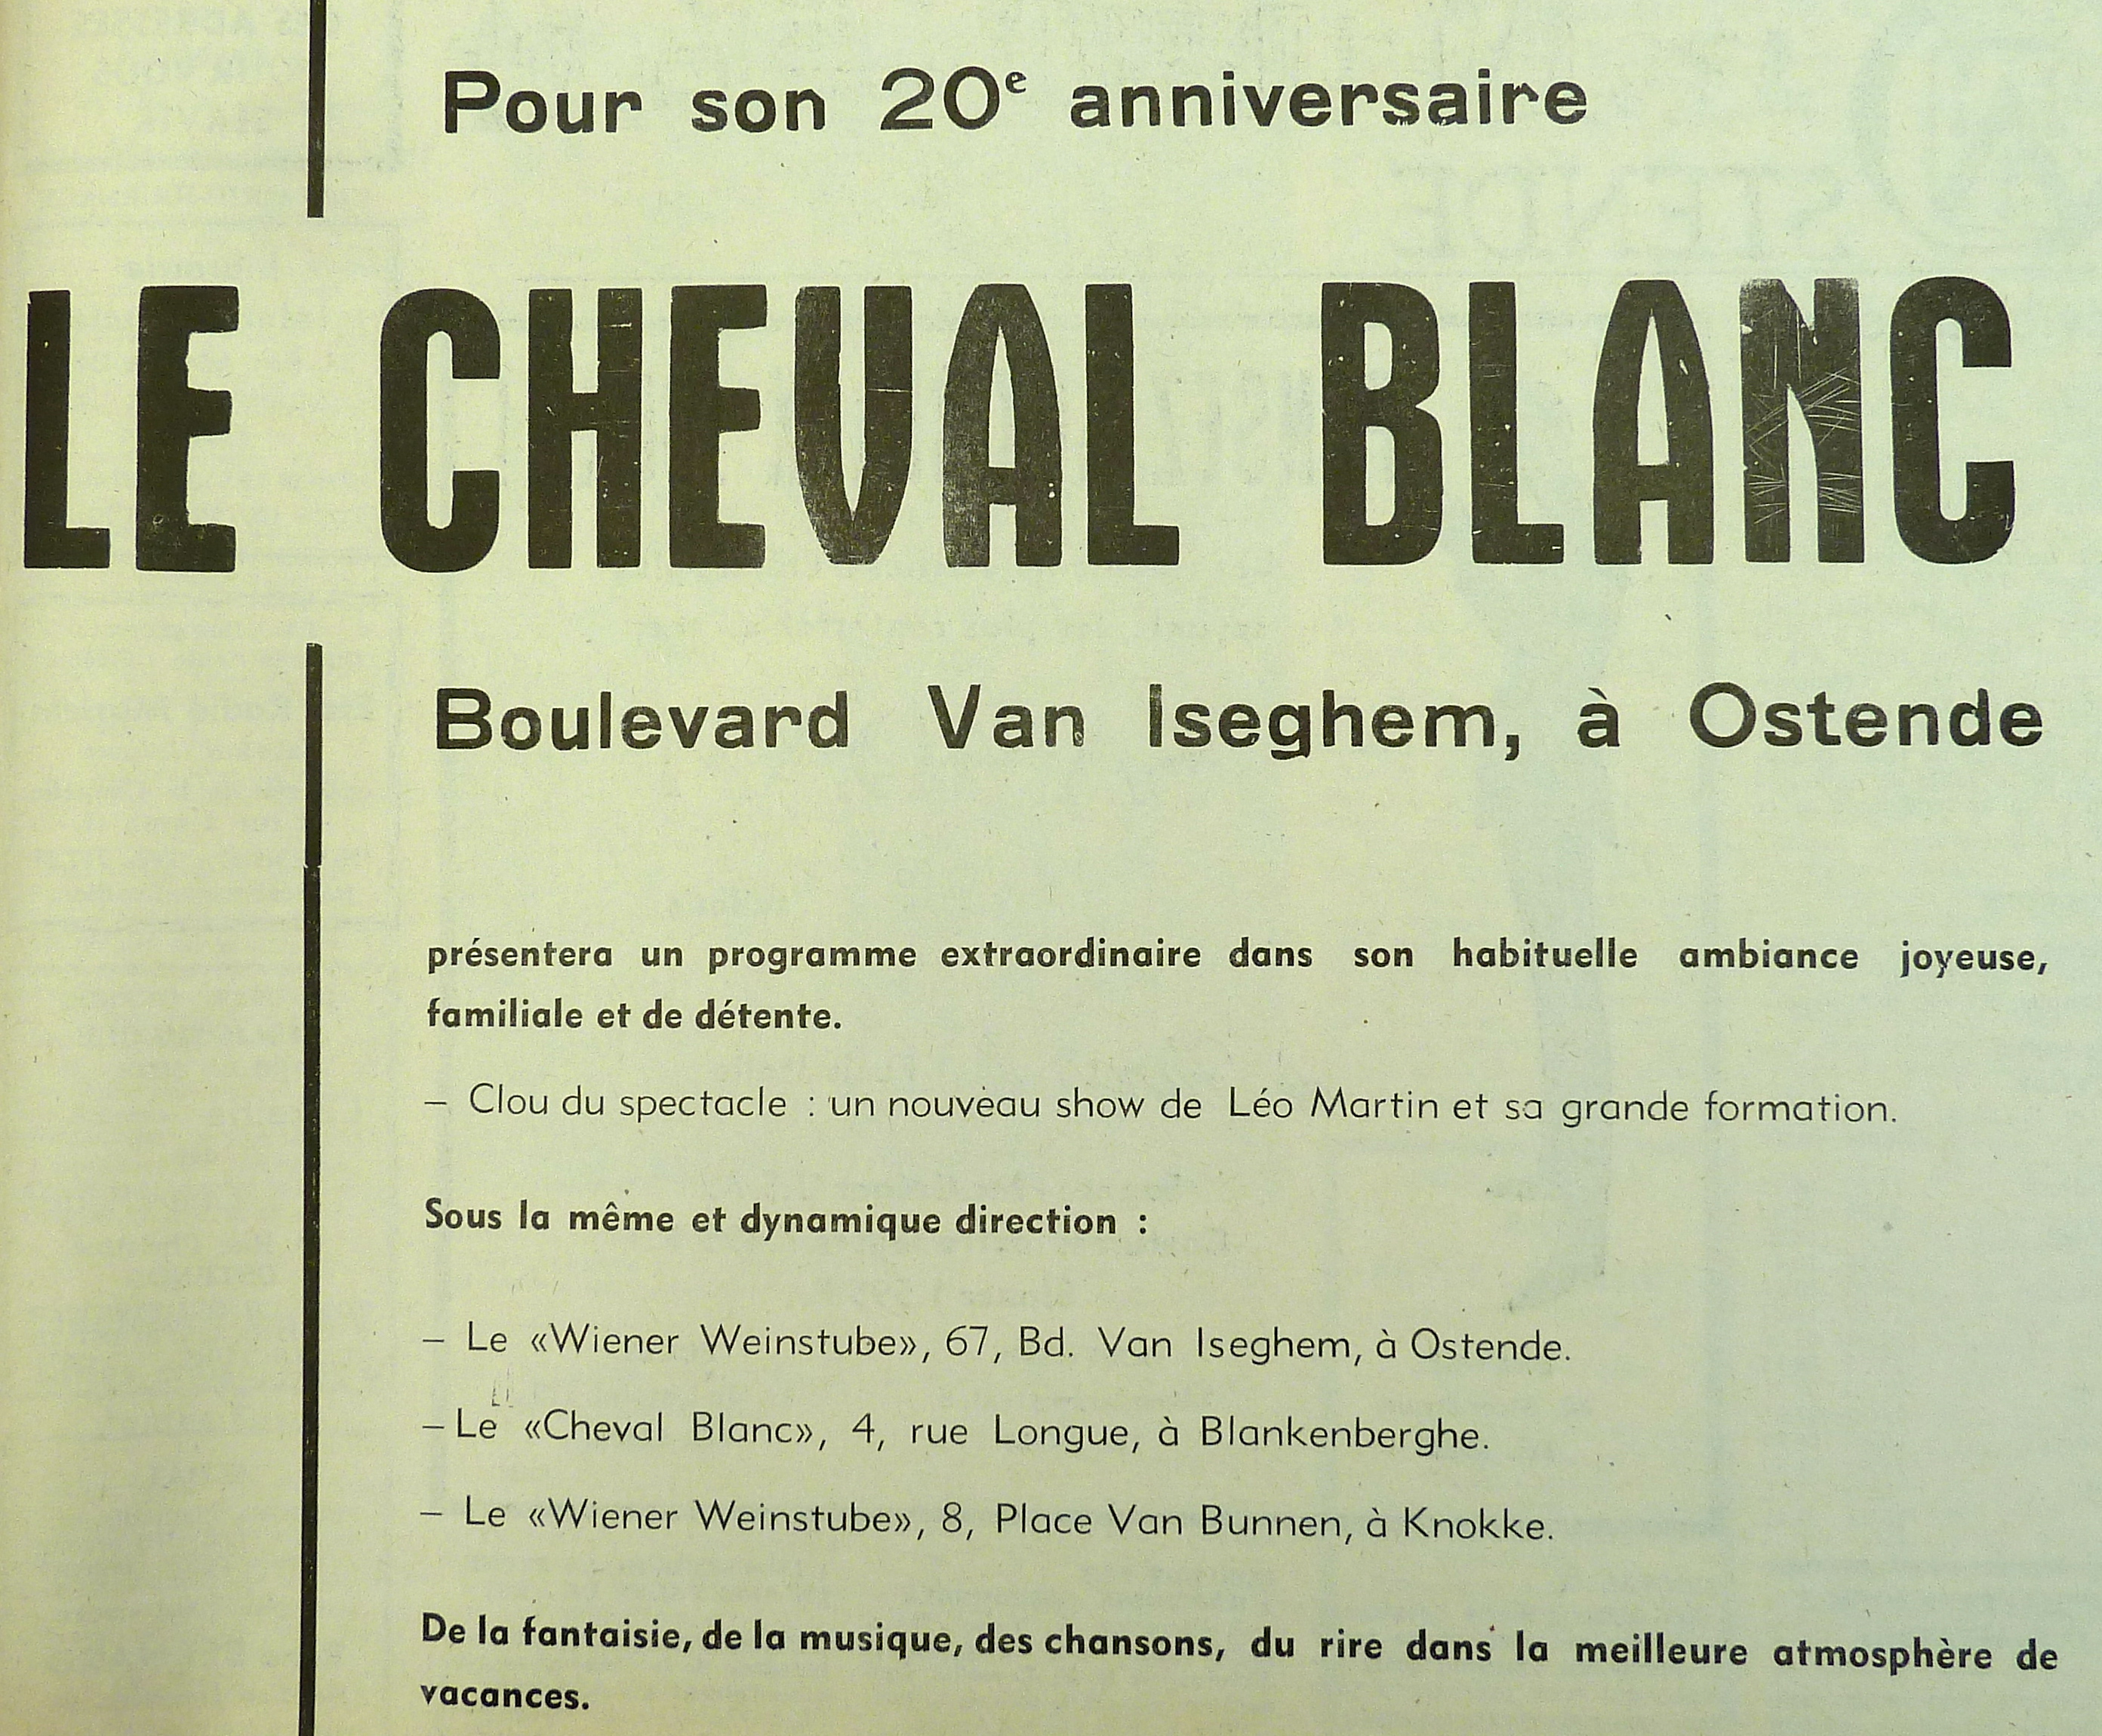 Pour son 20e anniversaire
LE CHEVAL BLANC
Boulevard Van Iseghem, à Ostende
présentera un programme extraordinaire dans son habituelle ambiance joyeuse,
familiale et de détente.
– Clou du spectacle : un nouveau show de Léo Martin et sa grande formation.
Sous la même et dynamique direction :
– Le «Wiener Weinstube», 67, Bd. Van Iseghem, à Ostende.
– Le «Cheval Blanc», 4, rue Longue, à Blankenberghe.
– Le «Wiener Weinstube», 8, Place Van Bunnen, à Knokke.
De la fantaisie, de la musique, des chansons, du rire dans la meilleure atmosphère de
vacances.